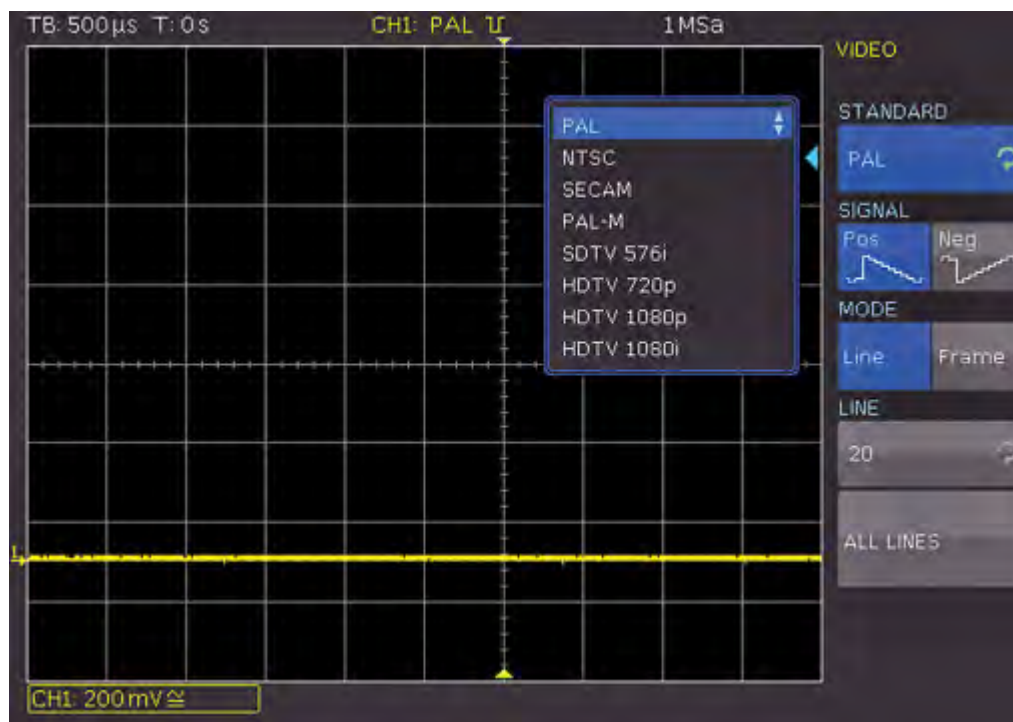 TB: 500µs T: 0s CH1: PAL 1MSa
VIDEO
STANDARD
PAL
SIGNAL
Pos Neg
MODE
Line Frame
LINE
20
ALL LINES
PAL
NTSC
SECAM
PAL-M
SDTV 576i
HDTV 720p
HDTV 1080p
HDTV 1080i
1
CH1: 200mV≅